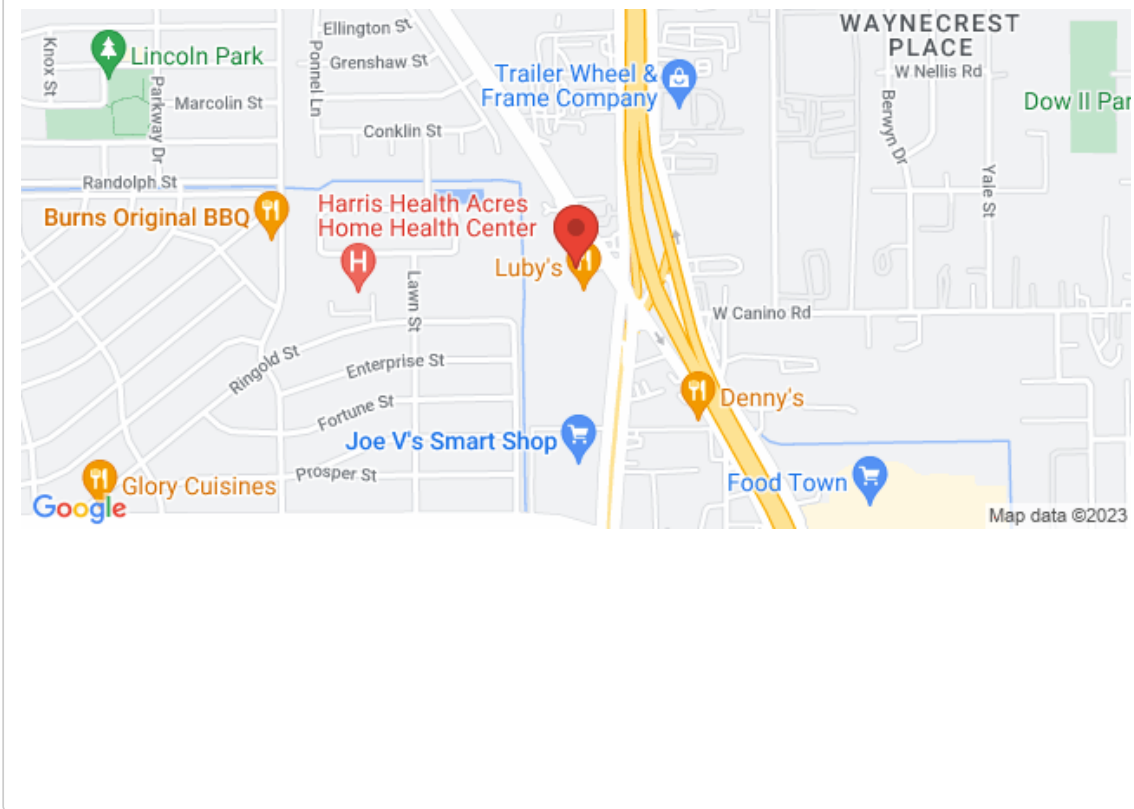 Ellington St
WAYNECREST
PLACE
Knox St
Lincoln Park
Ponnel Ln
Grenshaw St
Trailer Wheel &
Frame Company
W Nellis Rd
Parkway Dr
Marcolin St
Conklin St
Berwyn Dr
Dow II Par
Randolph St
Yale St
Burns Original BBQ
Harris Health Acres
Home Health Center
H
Luby's
Lawn St
W Canino Rd
Ringold St
Enterprise St
Fortune St
Denny's
Joe V's Smart Shop
Prosper St
Glory Cuisines
Food Town
Google
Map data ©2023